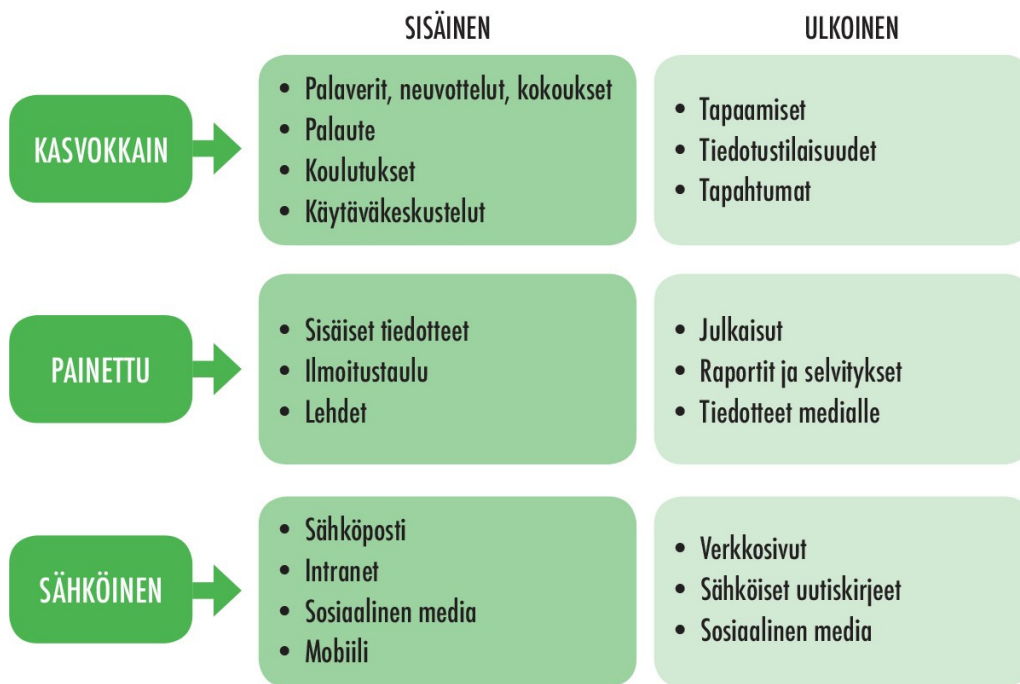 SISÄINEN
ULKOINEN
KASVOKKAIN
• Palaverit, neuvottelut, kokoukset
• Palaute
• Koulutukset
• Käytäväkeskustelut
• Tapaamiset
• Tiedotustilaisuudet
• Tapahtumat
PAINETTU
• Sisäiset tiedotteet
• Ilmoitustaulu
• Lehdet
• Julkaisut
• Raportit ja selvitykset
• Tiedotteet medialle
SÄHKÖINEN
• Sähköposti
• Intranet
• Sosiaalinen media
• Mobiili
• Verkkosivut
• Sähköiset uutiskirjeet
• Sosiaalinen media